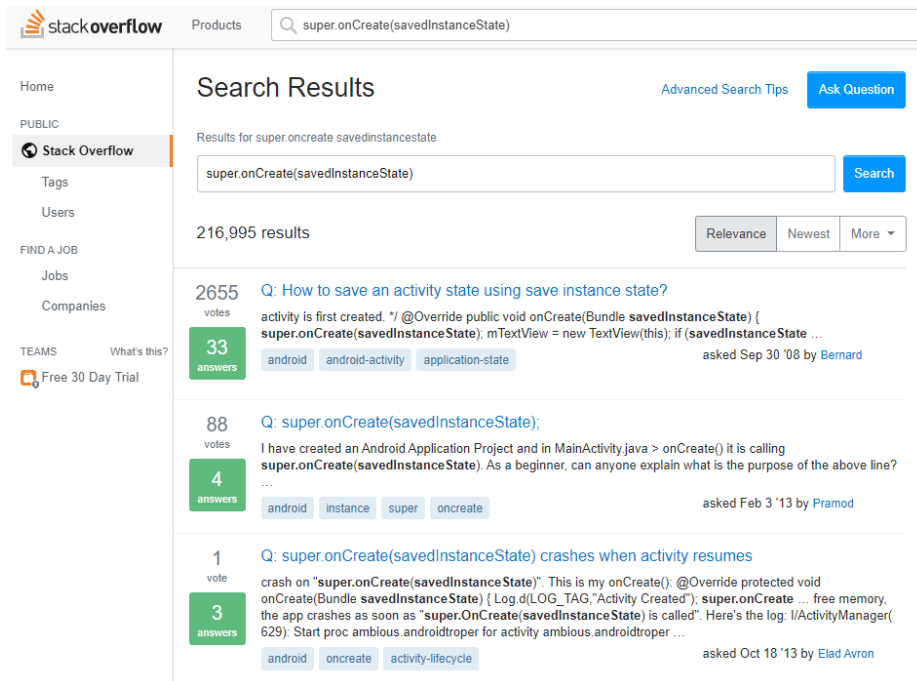 stackoverflow
Products
super.onCreate(savedInstanceState)
Home
PUBLIC
Stack Overflow
Tags
Users
FIND A JOB
Jobs
Companies
TEAMS What's this?
Free 30 Day Trial
Search Results
Advanced Search Tips
Ask Question
Results for super.oncreate savedinstancestate
super.onCreate(savedInstanceState)
Search
216,995 results
Relevance
Newest
More
2655
votes
33
answers
Q: How to save an activity state using save instance state?
activity is first created. */ @Override public void onCreate(Bundle savedInstanceState) {
super.onCreate(savedInstanceState); mTextView = new TextView(this); if (savedInstanceState ...
android android-activity application-state
asked Sep 30 '08 by Bernard
88
votes
4
answers
Q: super.onCreate(savedInstanceState);
I have created an Android Application Project and in MainActivity.java > onCreate() it is calling
super.onCreate(savedInstanceState). As a beginner, can anyone explain what is the purpose of the above line?
...
android instance super oncreate
asked Feb 3 '13 by Pramod
1
vote
3
answers
Q: super.onCreate(savedInstanceState) crashes when activity resumes
crash on "super.onCreate(savedInstanceState)". This is my onCreate(): @Override protected void
onCreate(Bundle savedInstanceState) { Log.d(LOG_TAG,"Activity Created"); super.onCreate ... free memory,
the app crashes as soon as "super.OnCreate(savedInstanceState) is called". Here's the log: I/ActivityManager(
629): Start proc ambious.androidtroper for activity ambious.androidtroper ...
android oncreate activity-lifecycle
asked Oct 18 '13 by Elad Avron